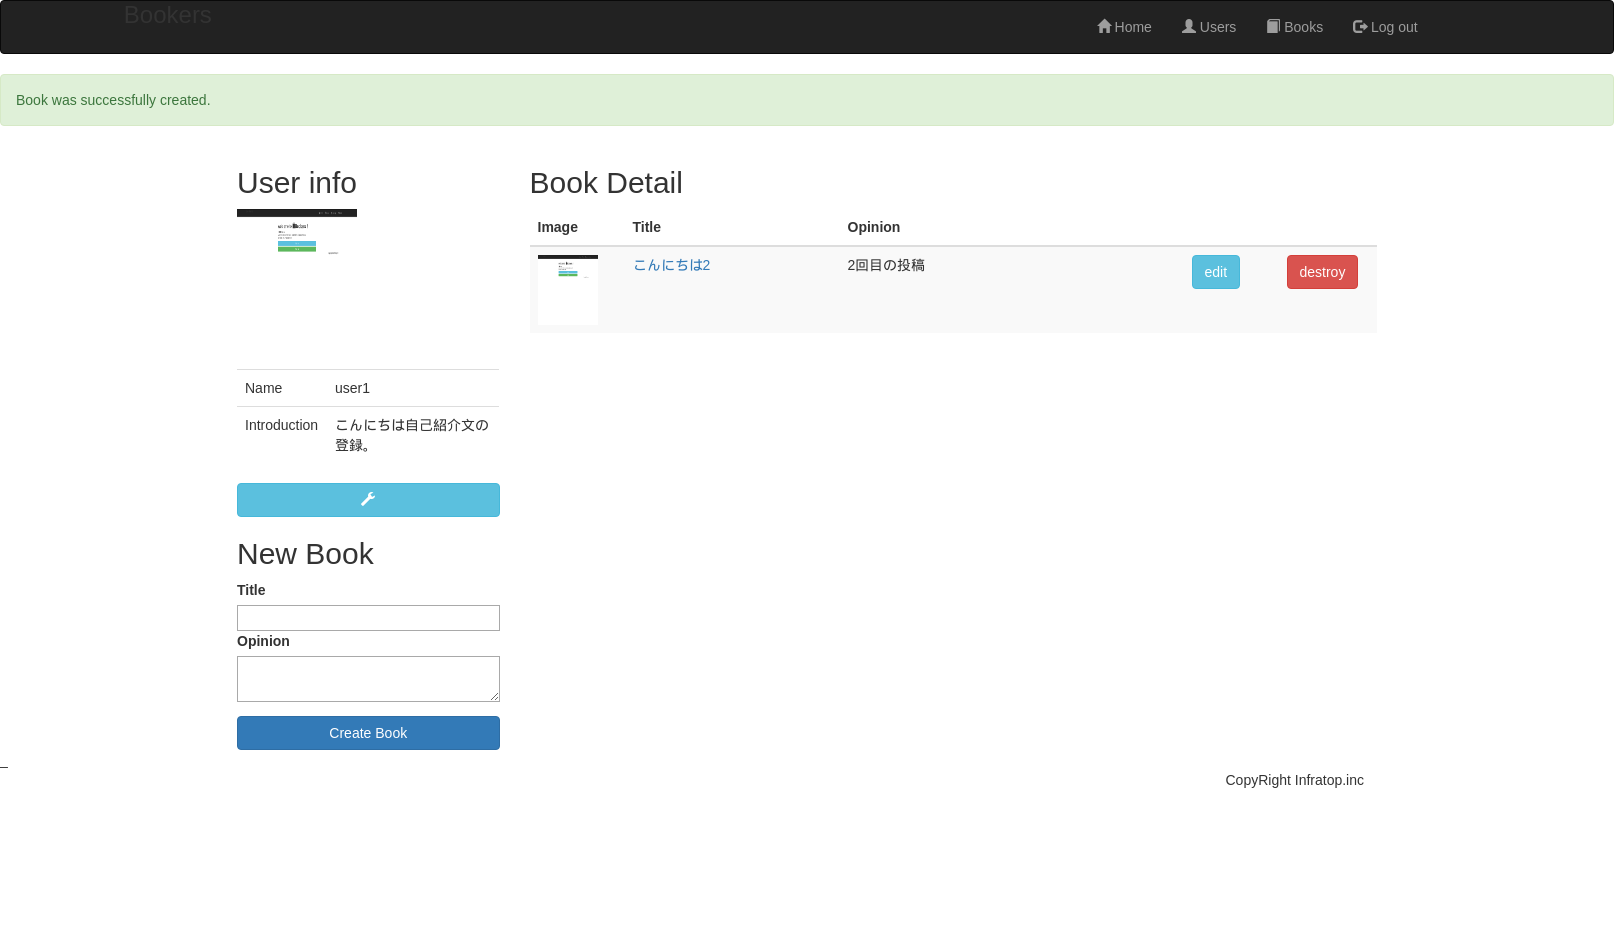 Bookers
Home Users Books Log out
Book was successfully created.
User info
Name user1
Introduction こんにちは自己紹介文の
登録。
New Book
Title
Opinion
Create Book
Book Detail
Image Title Opinion
こんにちは2 2回目の投稿 edit destroy
CopyRight Infratop.inc